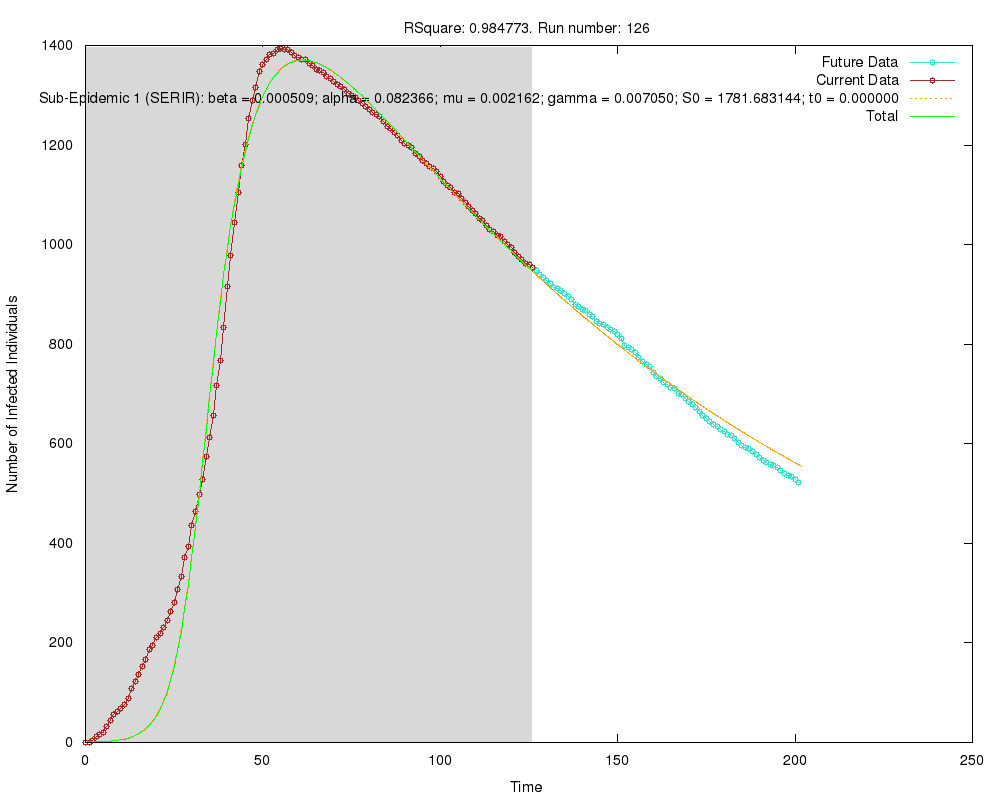 RSquare: 0.984773. Run number: 126
Future Data
Current Data
Sub-Epidemic 1 (SERIR): beta = 0.000509; alpha = 0.082366; mu = 0.002162; gamma = 0.007050; S0 = 1781.683144; t0 = 0.000000
Total
1400
1200
1000
800
600
400
200
0
Number of Infected Individuals
0 50 100 150 200 250
Time